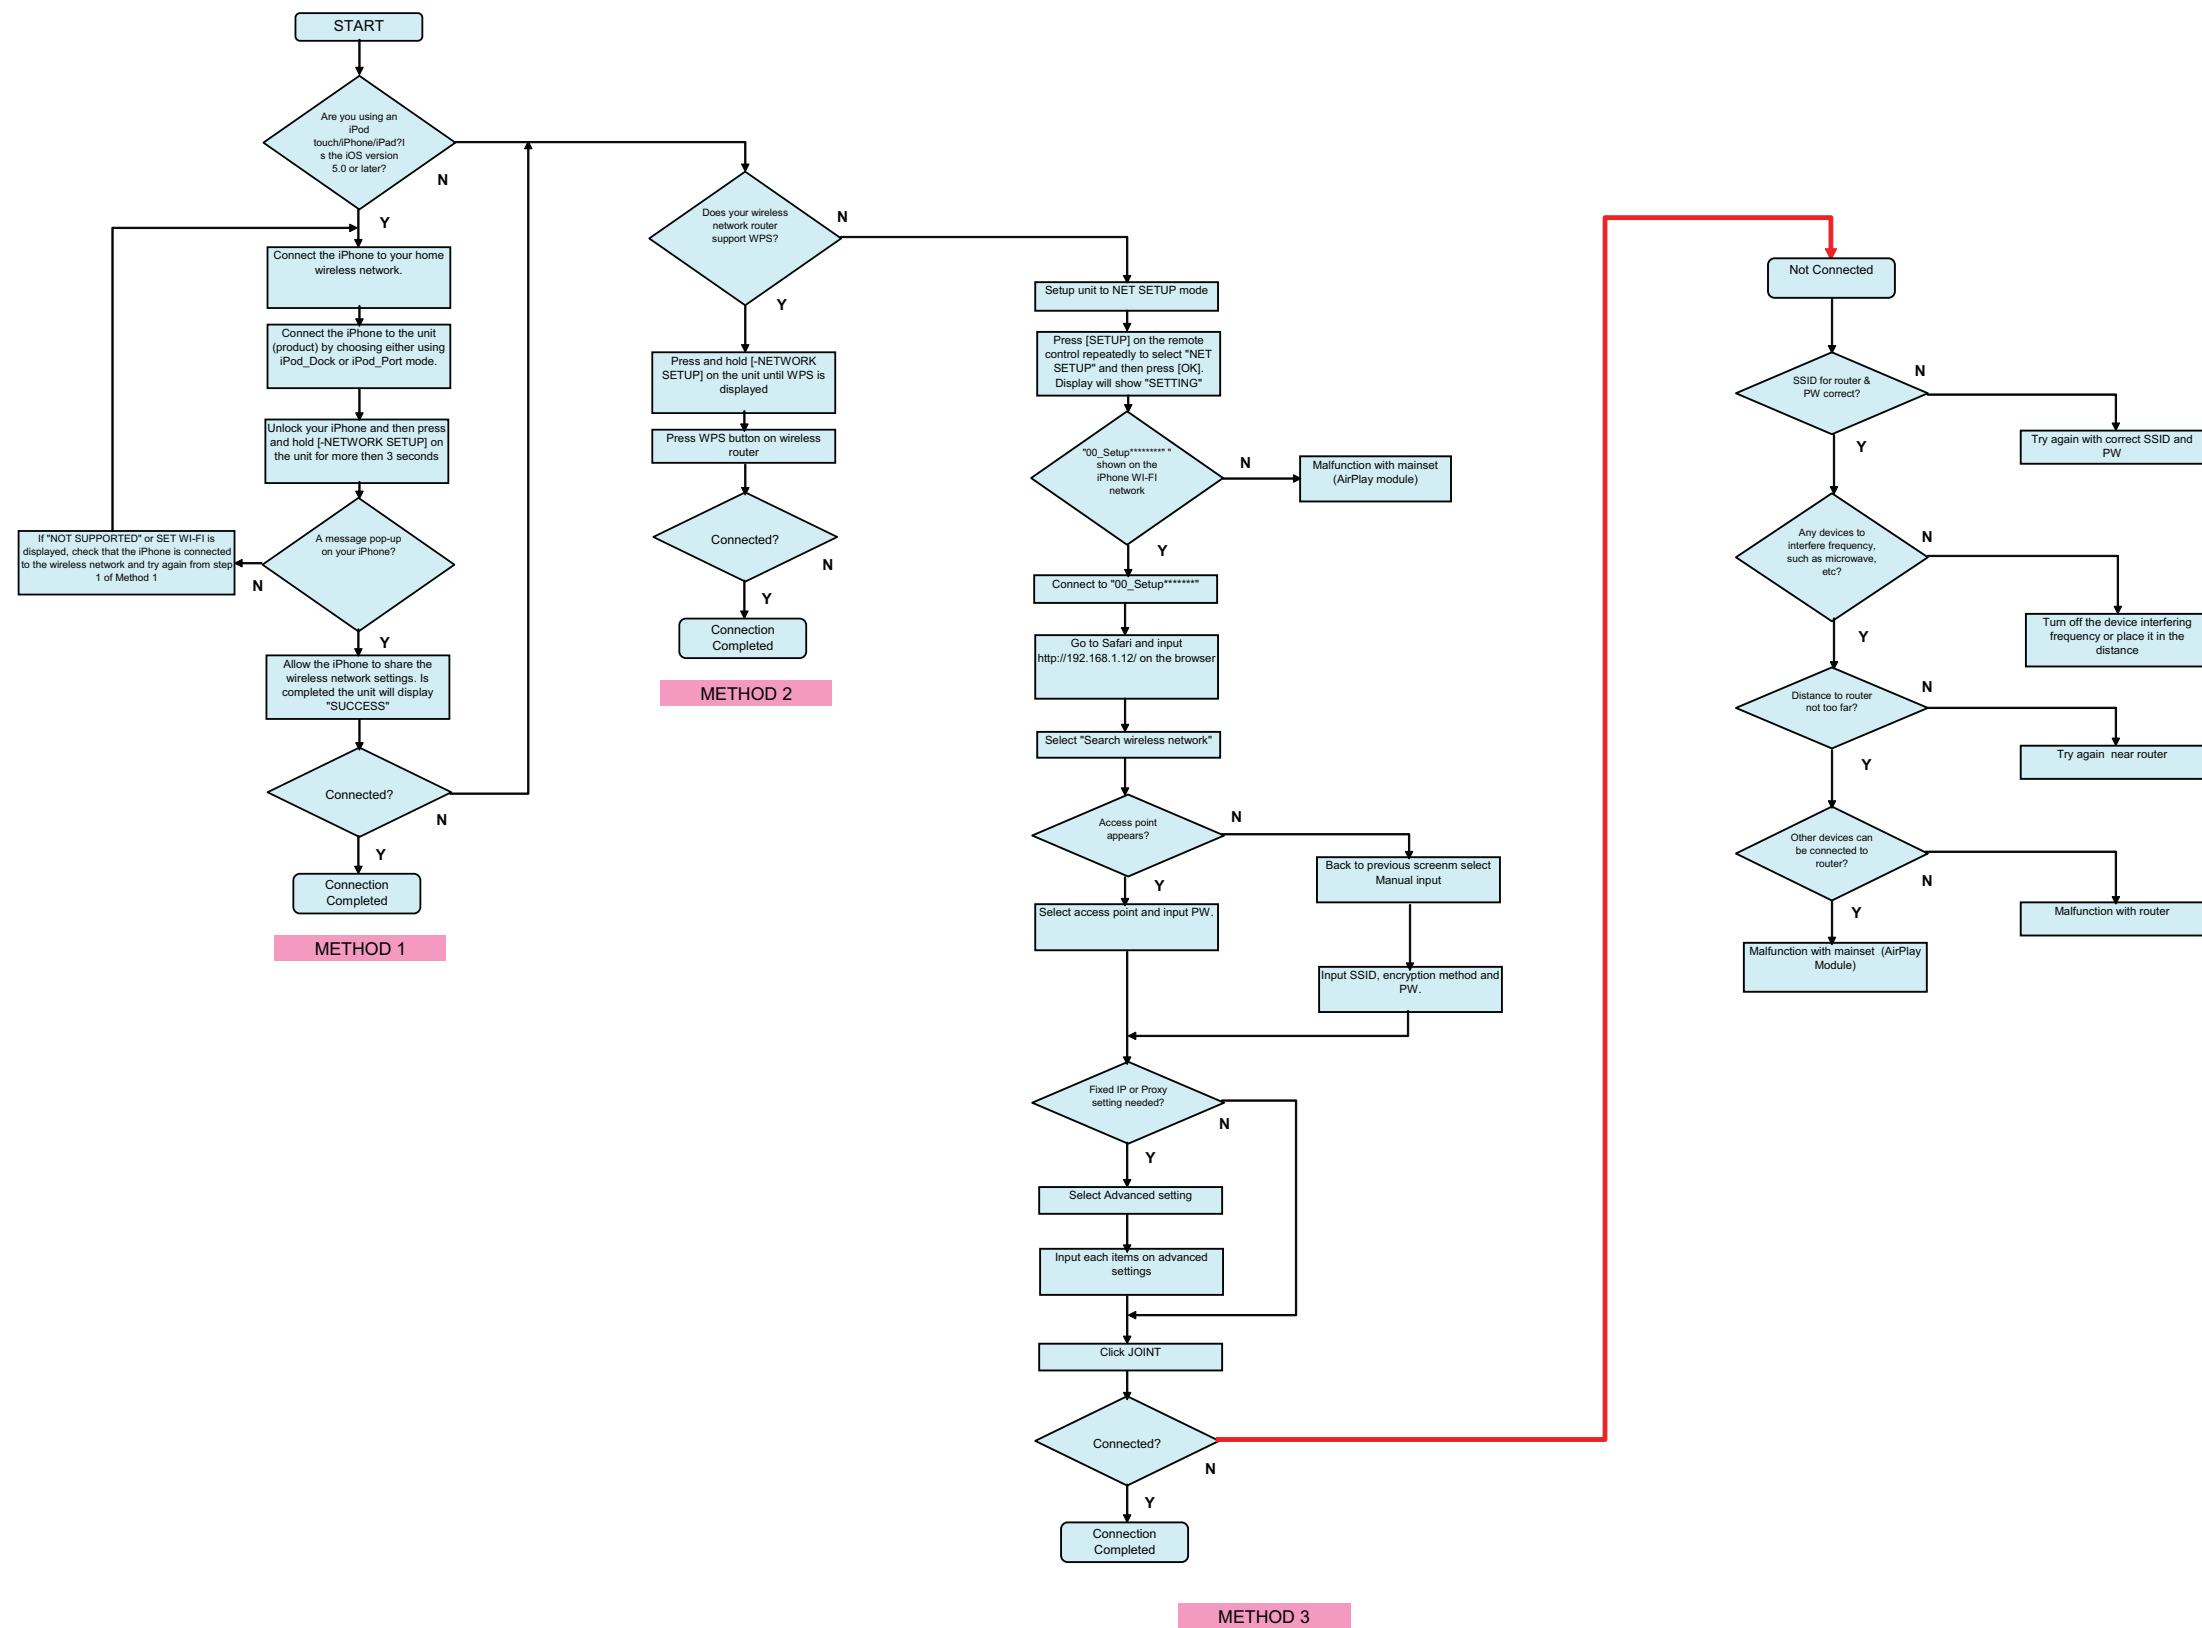 START
Are you using an
iPod
touch/iPhone/iPad?I
s the iOS version
5.0 or later?
N
Y
Connect the iPhone to your home
wireless network.
Connect the iPhone to the unit
(product) by choosing either using
iPod_Dock or iPod_Port mode.
Unlock your iPhone and then press
and hold [-NETWORK SETUP] on
the unit for more then 3 seconds
A message pop-up
on your iPhone?
N
If "NOT SUPPORTED" or SET WI-FI is
displayed, check that the iPhone is connected
to the wireless network and try again from step
1 of Method 1
Y
Allow the iPhone to share the
wireless network settings. Is
completed the unit will display
"SUCCESS"
Connected?
N
Y
Connection
Completed
METHOD 1
Does your wireless
network router
support WPS?
N
Y
Press and hold [-NETWORK
SETUP] on the unit until WPS is
displayed
Press WPS button on wireless
router
Connected?
N
Y
Connection
Completed
METHOD 2
Setup unit to NET SETUP mode
Press [SETUP] on the remote
control repeatedly to select "NET
SETUP" and then press [OK].
Display will show "SETTING"
"00_Setup********" "
shown on the
iPhone WI-FI
network
N
Malfunction with mainset
(AirPlay module)
Y
Connect to "00_Setup*******"
Go to Safari and input
http://192.168.1.12/ on the browser
Select "Search wireless network"
Access point
appears?
N
Back to previous screenm select
Manual input
Y
Select access point and input PW.
Input SSID, encryption method and
PW.
Fixed IP or Proxy
setting needed?
N
Y
Select Advanced setting
Input each items on advanced
settings
Click JOINT
Connected?
N
Y
Connection
Completed
METHOD 3
Not Connected
SSID for router &
PW correct?
N
Try again with correct SSID and
PW
Y
Any devices to
interfere frequency,
such as microwave,
etc?
N
Turn off the device interfering
frequency or place it in the
distance
Y
Distance to router
not too far?
N
Try again near router
Y
Other devices can
be connected to
router?
N
Malfunction with router
Y
Malfunction with mainset (AirPlay
Module)